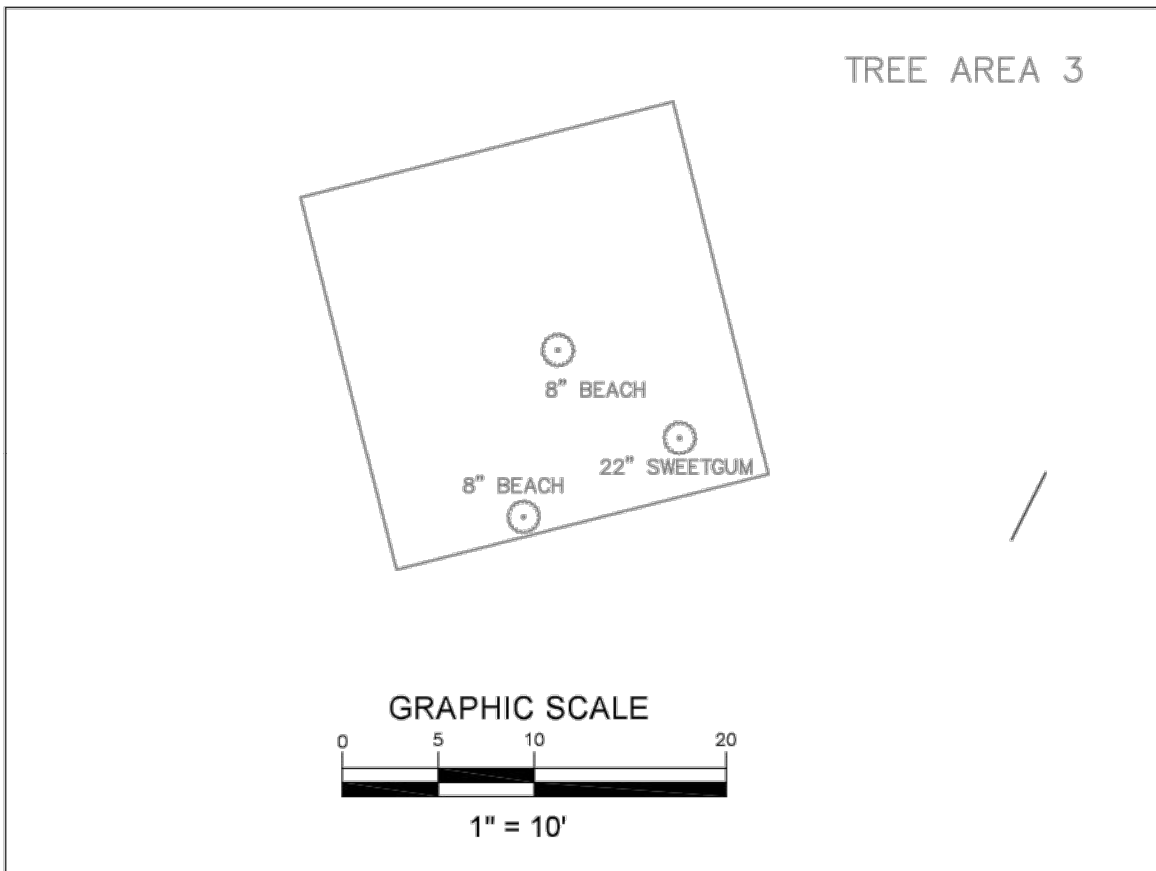 TREE AREA 3
8" BEACH
22" SWEETGUM
8" BEACH
GRAPHIC SCALE
0 5 10 20
1" = 10'